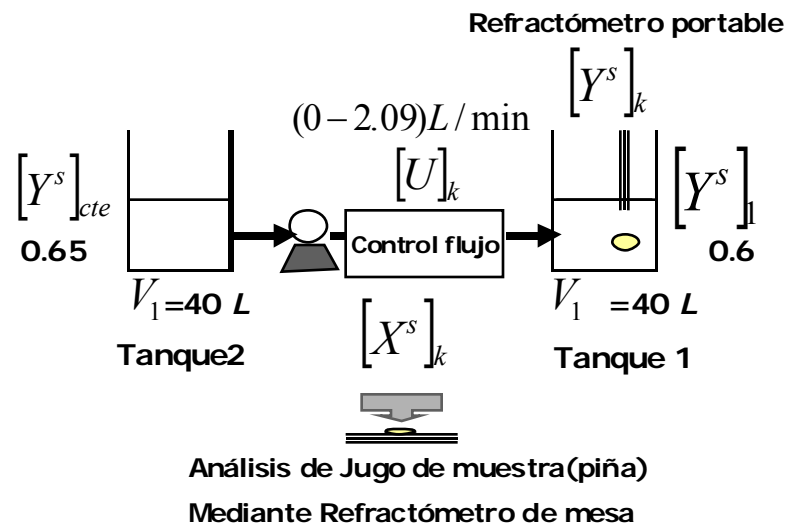 Refractómetro portable
[Y^s]_k
(0 – 2.09)L / min
[U]_k
[Y^s]_cte
0.65
Control flujo
[Y^s]_1
0.6
V_1=40 L
V_1 =40 L
Tanque2
[X^s]_k
Tanque 1
Análisis de Jugo de muestra(piña)
Mediante Refractómetro de mesa